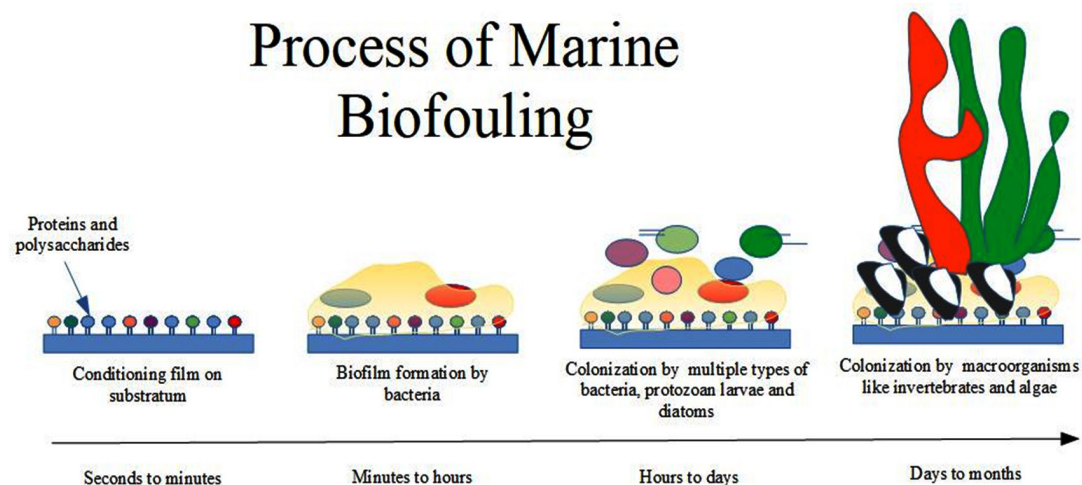 Process of Marine
Biofouling
Proteins and
polysaccharides
Conditioning film on
substratum
Biofilm formation by
bacteria
Colonization by multiple types of
bacteria, protozoan larvae and
diatoms
Colonization by macroorganisms
like invertebrates and algae
Seconds to minutes
Minutes to hours
Hours to days
Days to months